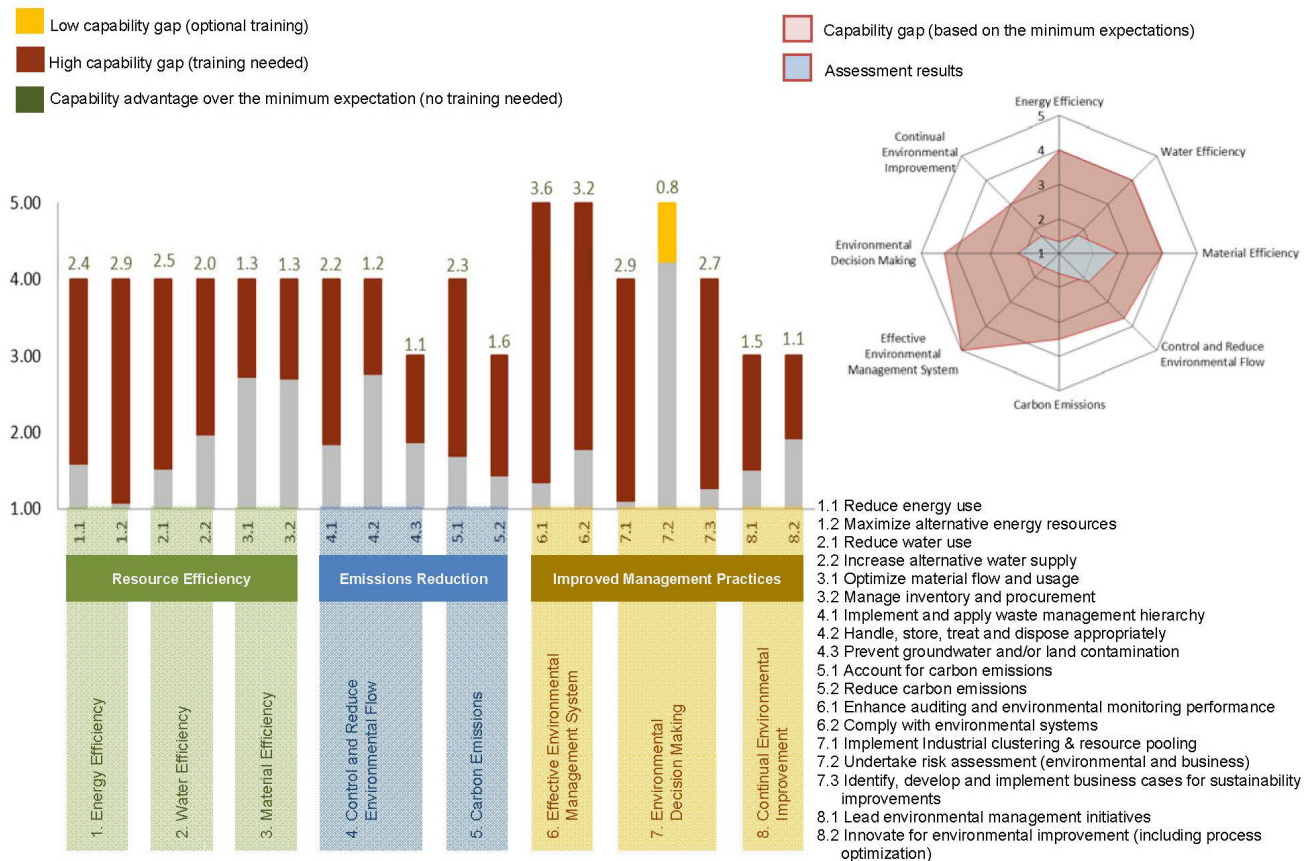 Low capability gap (optional training)
High capability gap (training needed)
Capability advantage over the minimum expectation (no training needed)
Capability gap (based on the minimum expectations)
Assessment results
Energy Efficiency
Water Efficiency
Material Efficiency
Control and Reduce
Environmental Flow
Carbon Emissions
Effective
Environmental
Management System
Environmental
Decision Making
Continual
Environmental
Improvement
5
4
3
2
1
5.00
4.00
3.00
2.00
1.00
2.4
2.9
2.5
2.0
1.3
1.3
2.2
1.2
1.1
2.3
1.6
3.6
3.2
2.9
0.8
2.7
1.5
1.1
1.1
1.2
2.1
2.2
3.1
3.2
4.1
4.2
4.3
5.1
5.2
6.1
6.2
7.1
7.2
7.3
8.1
8.2
Resource Efficiency
Emissions Reduction
Improved Management Practices
1. Energy Efficiency
2. Water Efficiency
3. Material Efficiency
4. Control and Reduce
Environmental Flow
5. Carbon Emissions
6. Effective Environmental
Management System
7. Environmental
Decision Making
8. Continual Environmental
Improvement
1.1 Reduce energy use
1.2 Maximize alternative energy resources
2.1 Reduce water use
2.2 Increase alternative water supply
3.1 Optimize material flow and usage
3.2 Manage inventory and procurement
4.1 Implement and apply waste management hierarchy
4.2 Handle, store, treat and dispose appropriately
4.3 Prevent groundwater and/or land contamination
5.1 Account for carbon emissions
5.2 Reduce carbon emissions
6.1 Enhance auditing and environmental monitoring performance
6.2 Comply with environmental systems
7.1 Implement Industrial clustering & resource pooling
7.2 Undertake risk assessment (environmental and business)
7.3 Identify, develop and implement business cases for sustainability
improvements
8.1 Lead environmental management initiatives
8.2 Innovate for environmental improvement (including process
optimization)